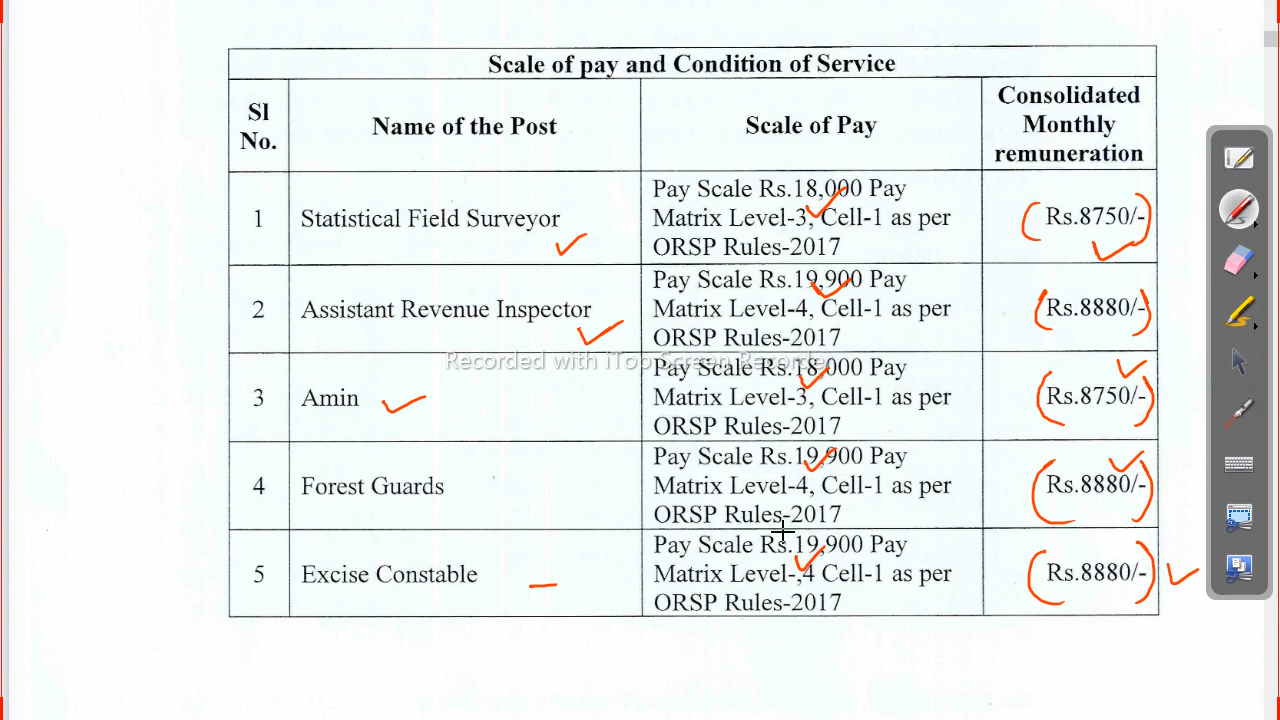 Scale of pay and Condition of Service
Sl No.
Name of the Post
Scale of Pay
Consolidated Monthly remuneration
1
Statistical Field Surveyor
Pay Scale Rs.18,000 Pay
Matrix Level-3, Cell-1 as per
ORSP Rules-2017
Rs.8750/-
2
Assistant Revenue Inspector
Pay Scale Rs.19,900 Pay
Matrix Level-4, Cell-1 as per
ORSP Rules-2017
Rs.8880/-
Recorded with iTop Screen Recorder
3
Amin
Pay Scale Rs.18,000 Pay
Matrix Level-3, Cell-1 as per
ORSP Rules-2017
Rs.8750/-
4
Forest Guards
Pay Scale Rs.19,900 Pay
Matrix Level-4, Cell-1 as per
ORSP Rules-2017
Rs.8880/-
5
Excise Constable
Pay Scale Rs.19,900 Pay
Matrix Level-,4 Cell-1 as per
ORSP Rules-2017
Rs.8880/-